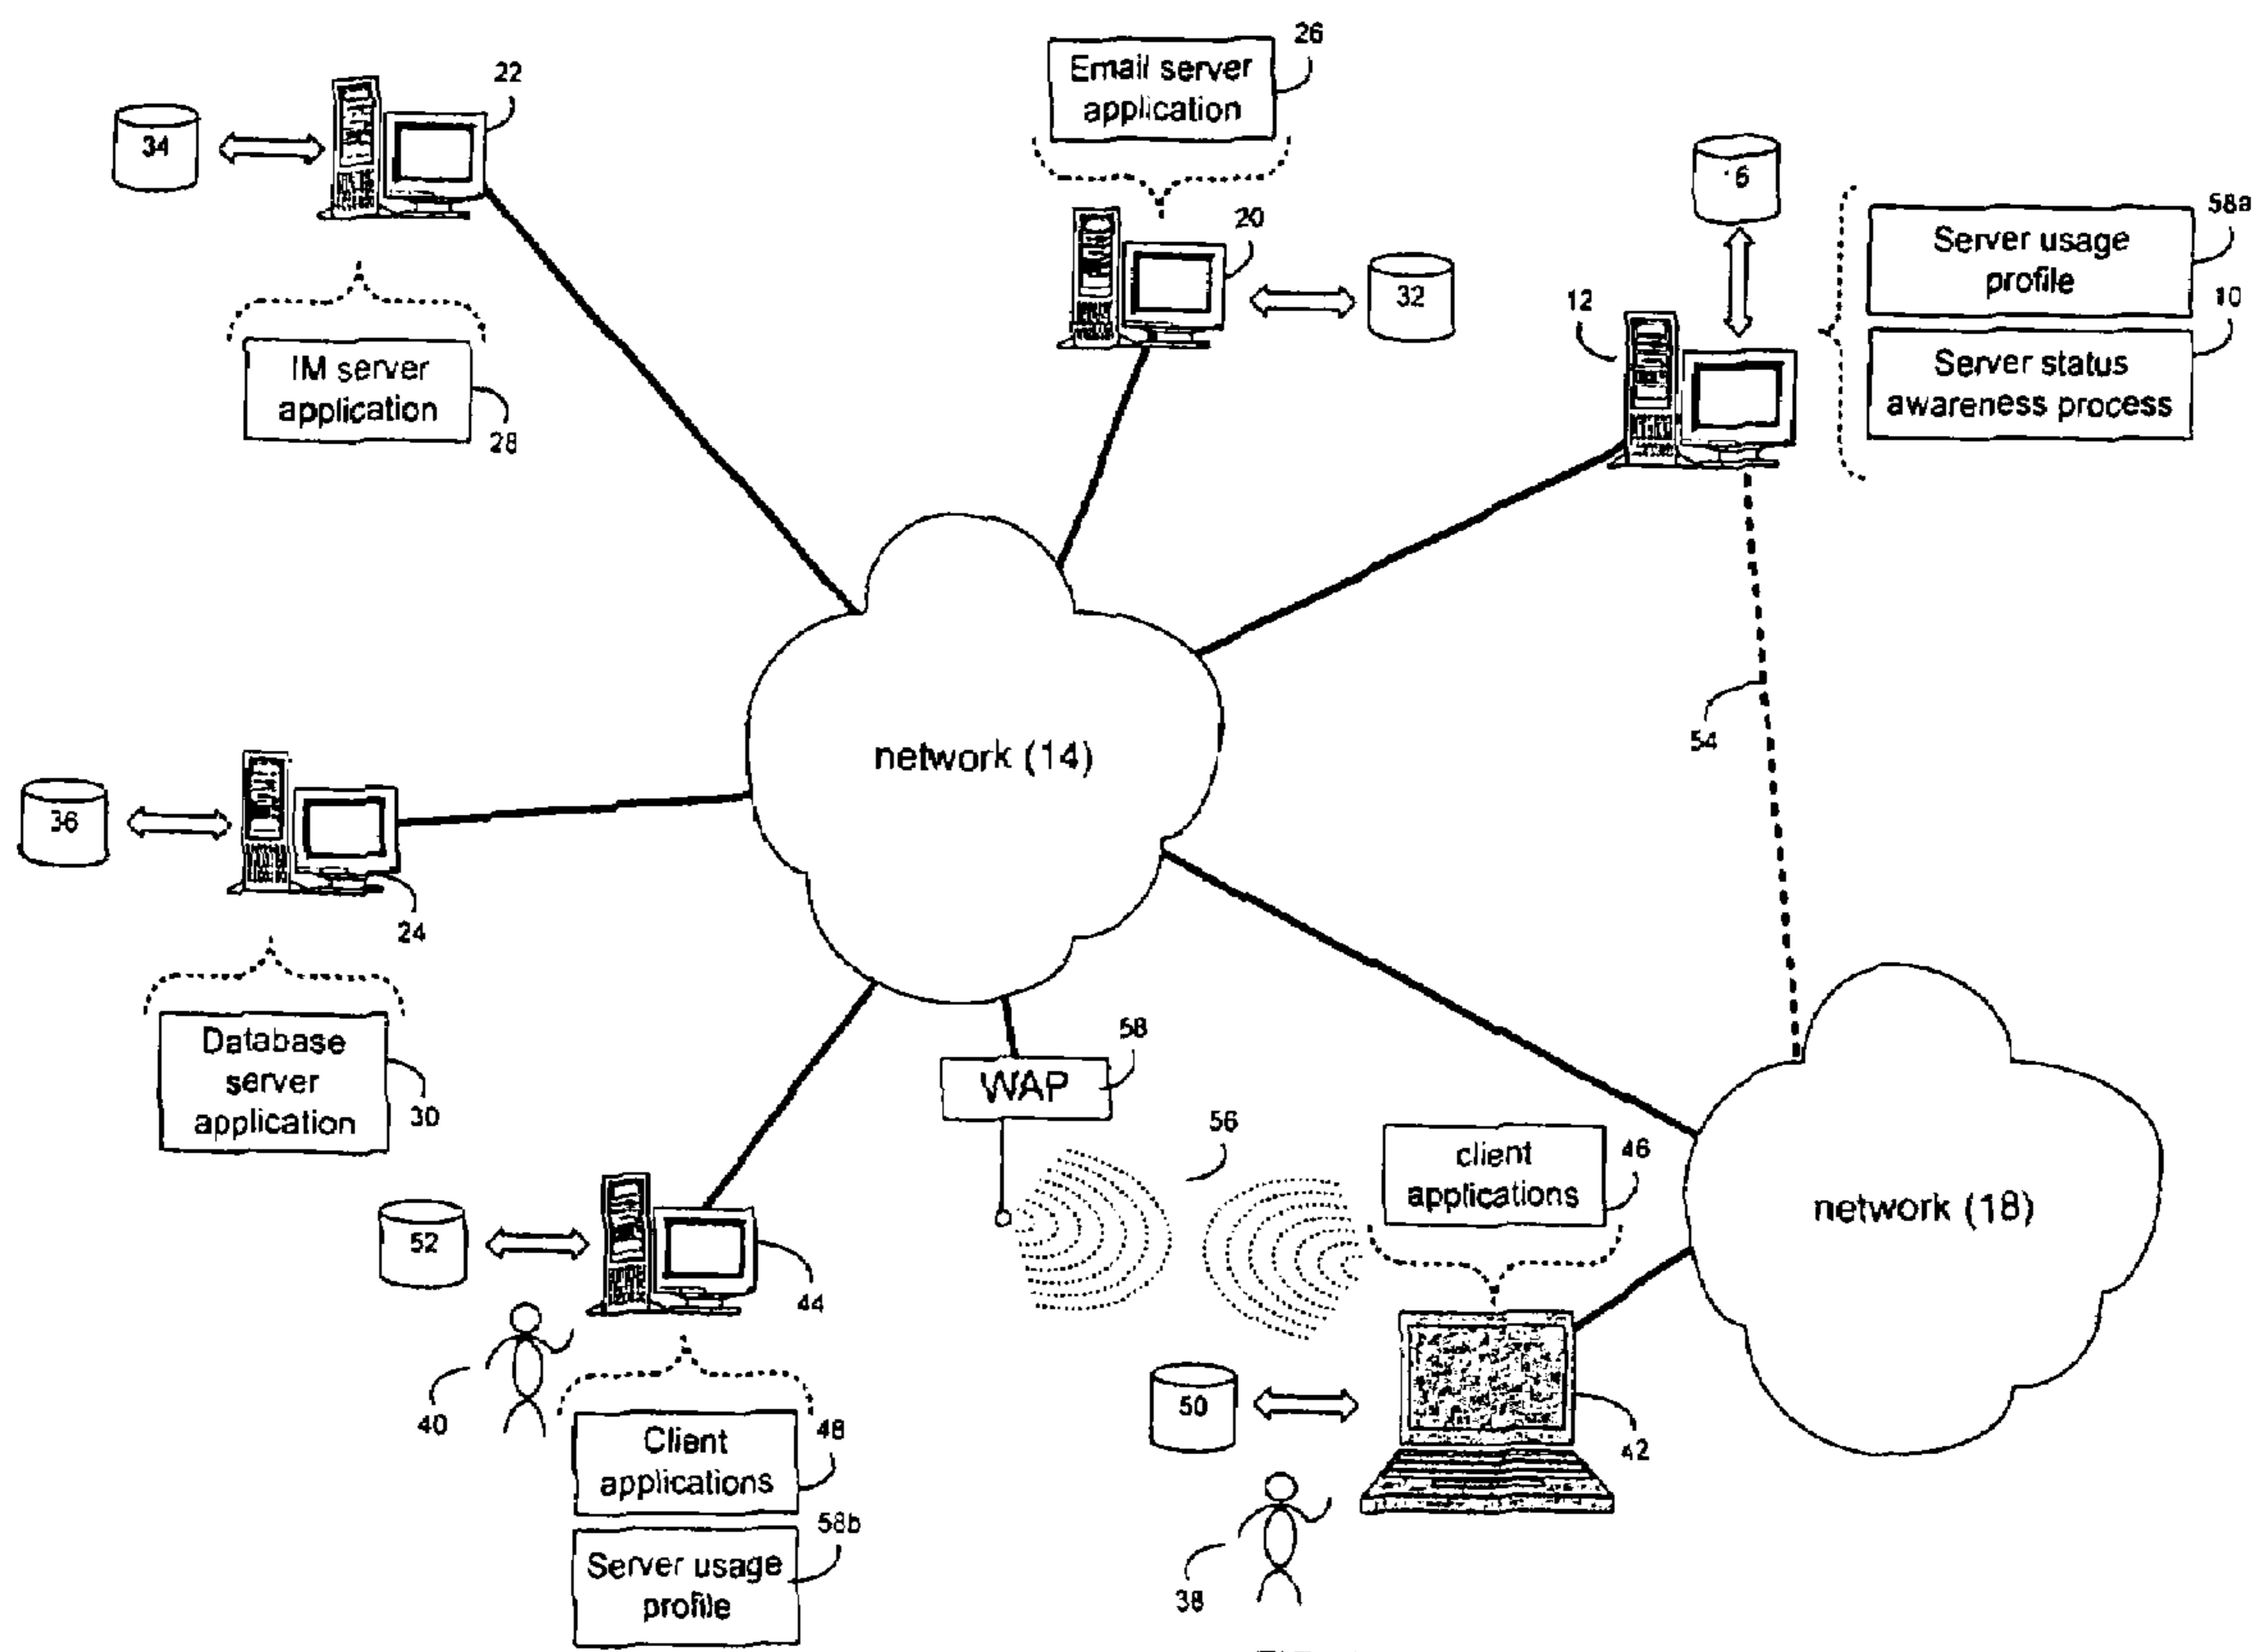 26
Email server
application
22
34
16
58a
Server usage
profile
20
32
12
10
Server status
awareness process
IM server
application
28
54
network (14)
36
24
Database
server
application
30
58
WAP
56
client
applications
46
network (18)
52
44
40
Client
applications
48
50
42
58b
Server usage
profile
38